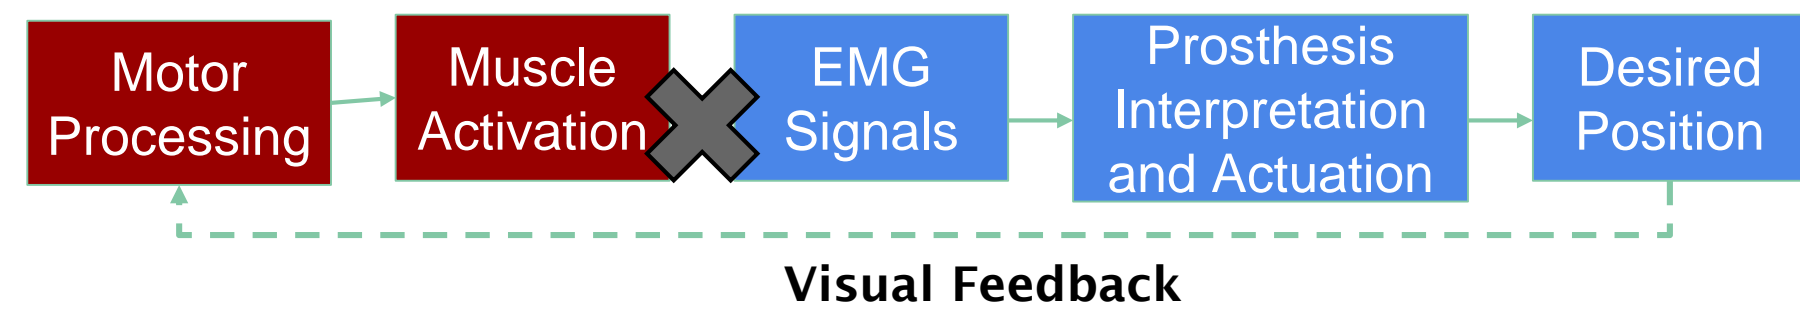 Motor
Processing
Muscle
Activation
EMG
Signals
Prosthesis
Interpretation
and Actuation
Desired
Position
Visual Feedback